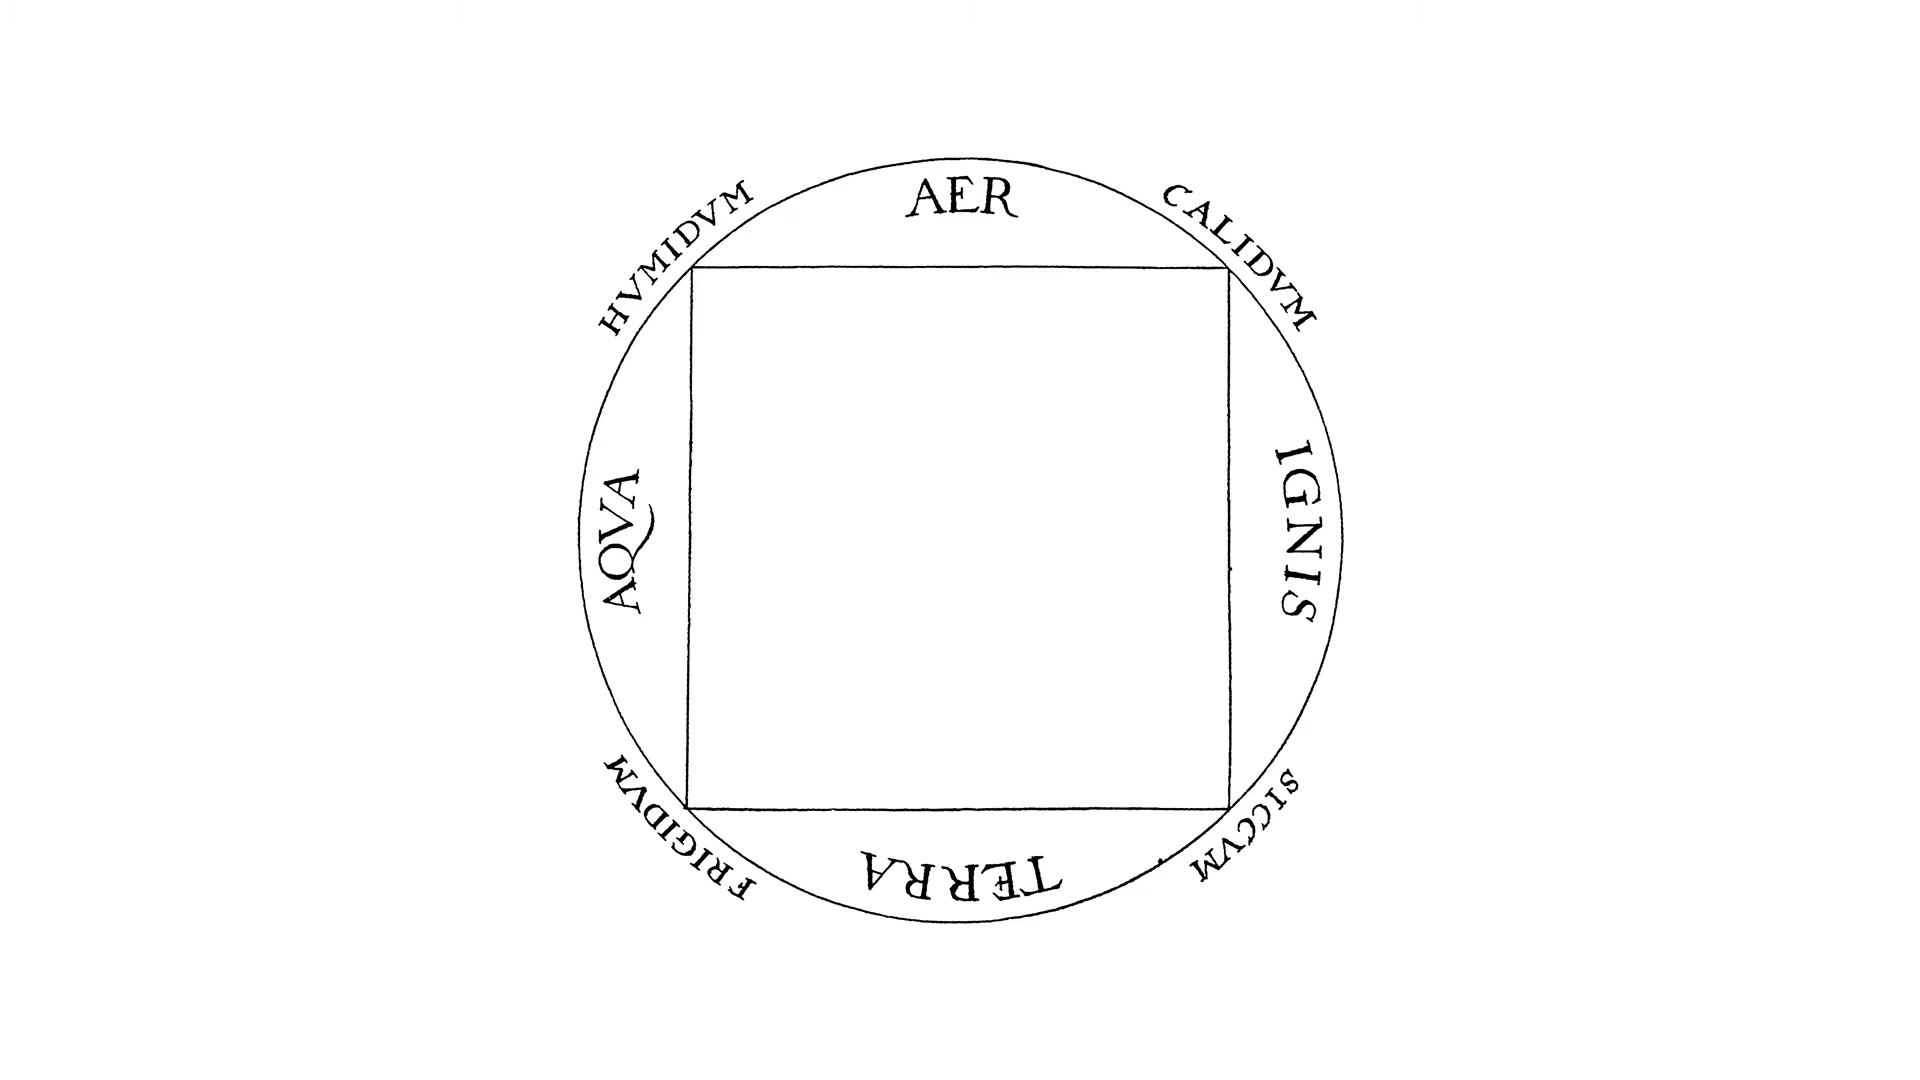 AER
CALIDVM
IGNIS
SICCVM
TERRA
FRIGIDVM
AQVA
HVMIDVM